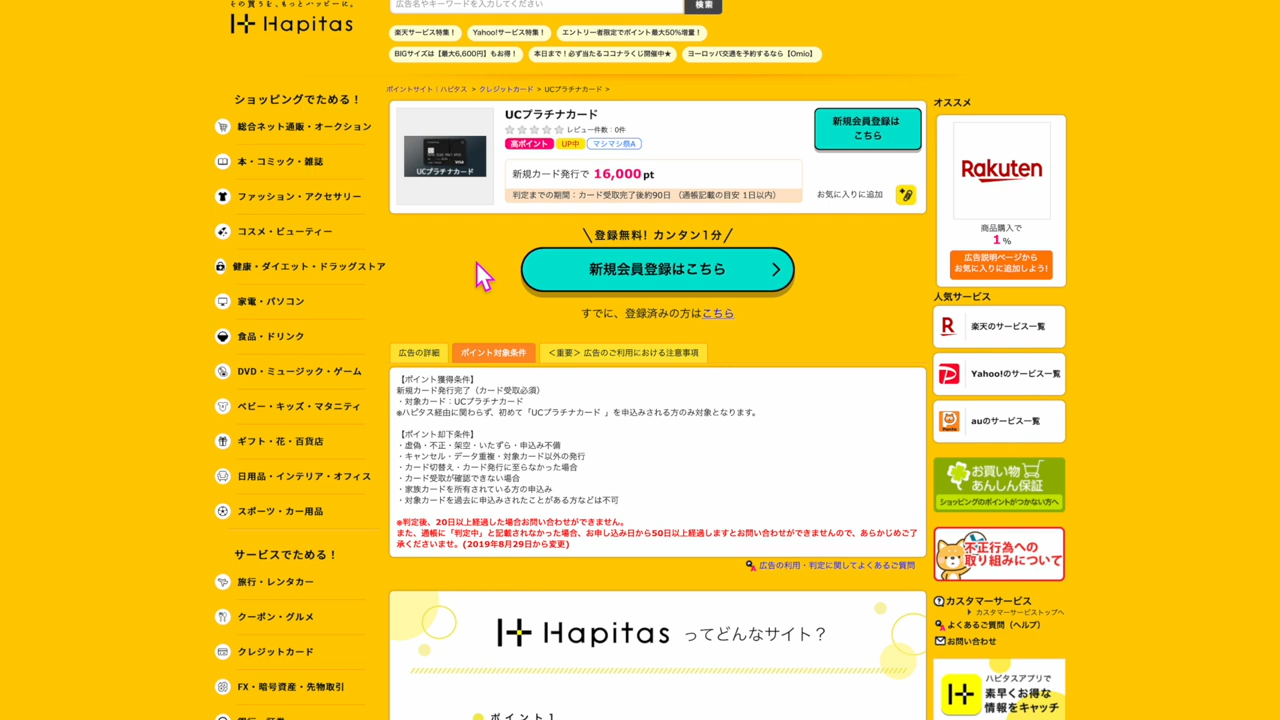 その買うを、もっとハッピーに。
Hapitas
広告名やキーワードを入力してください
検索
楽天サービス特集！
Yahoo!サービス特集！
エントリー者限定でポイント最大50%増量！
BIGサイズは【最大6,600円】もお得！
本日まで！必ず当たるココナラくじ開催中★
ヨーロッパ交通を予約するなら【Omio】
ポイントサイト｜ハピタス > クレジットカード > UCプラチナカード >
ショッピングでためる！
総合ネット通販・オークション
本・コミック・雑誌
ファッション・アクセサリー
コスメ・ビューティー
健康・ダイエット・ドラッグストア
家電・パソコン
食品・ドリンク
DVD・ミュージック・ゲーム
ベビー・キッズ・マタニティ
ギフト・花・百貨店
日用品・インテリア・オフィス
スポーツ・カー用品
サービスでためる！
旅行・レンタカー
クーポン・グルメ
クレジットカード
FX・暗号資産・先物取引
UCプラチナカード
UCプラチナカード
レビュー件数：0件
高ポイント
UP中
マシマシ祭A
新規カード発行で 16,000 pt
判定までの期間：カード受取完了後約90日 （通帳記載の目安 1日以内）
新規会員登録は
こちら
お気に入りに追加
登録無料! カンタン1分
新規会員登録はこちら
すでに、登録済みの方はこちら
広告の詳細
ポイント対象条件
＜重要＞ 広告のご利用における注意事項
【ポイント獲得条件】
新規カード発行完了（カード受取必須）
・対象カード：UCプラチナカード
※ハピタス経由に関わらず、初めて「UCプラチナカード 」を申込みされる方のみ対象となります。
【ポイント却下条件】
・虚偽・不正・架空・いたずら・申込み不備
・キャンセル・データ重複・対象カード以外の発行
・カード切替え・カード発行に至らなかった場合
・カード受取が確認できない場合
・家族カードを所有されている方の申込み
・対象カードを過去に申込みされたことがある方などは不可
※判定後、20日以上経過した場合お問い合わせができません。
また、通帳に「判定中」と記載されなかった場合、お申し込み日から50日以上経過しますとお問い合わせができませんので、あらかじめご了
承くださいませ。(2019年8月29日から変更)
広告の利用・判定に関してよくあるご質問
Hapitas ってどんなサイト？
ポイント1
オススメ
Rakuten
商品購入で
1 %
広告説明ページから
お気に入りに追加しよう!
人気サービス
R
楽天のサービス一覧
Yahoo!のサービス一覧
Ponta
auのサービス一覧
お買い物
あんしん保証
ショッピングのポイントがつかない方へ
不正行為への
取り組みについて
カスタマーサービス
カスタマーサービストップへ
よくあるご質問（ヘルプ）
お問い合わせ
ハピタスアプリで
素早くお得な
情報をキャッチ